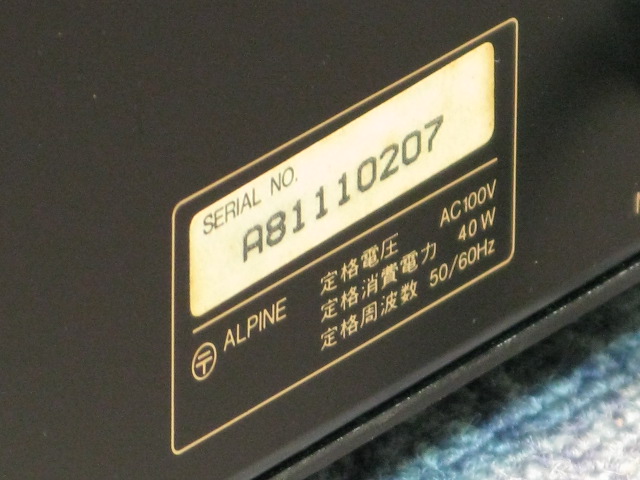 SERIAL NO.
A81110207
定格電圧 AC100V
定格消費電力 40W
定格周波数 50/60Hz
〒 ALPINE